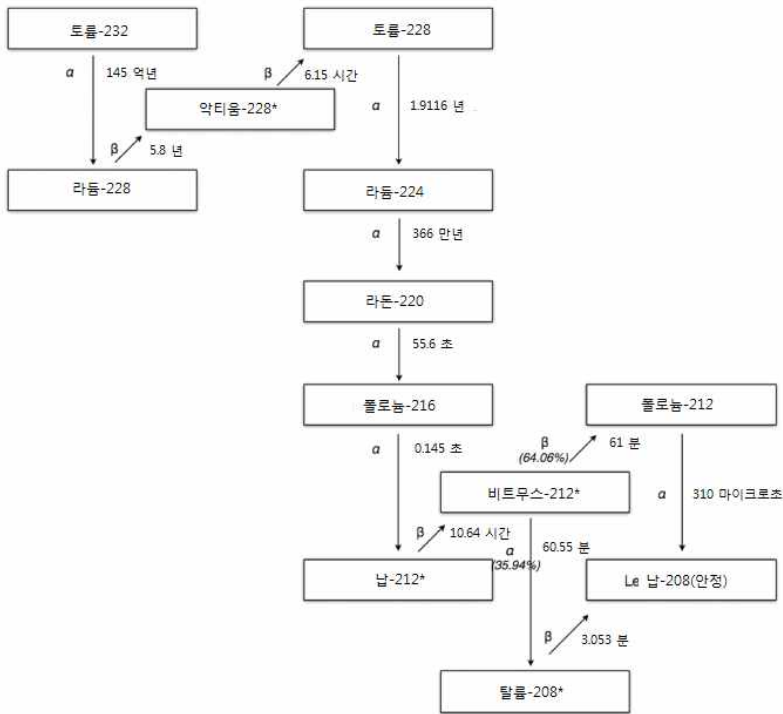 토륨-232
토륨-228
α 145 억년
β 6.15 시간
악티움-228*
α 1.9116 년
β 5.8 년
라듐-228
라듐-224
α 366 만년
라돈-220
α 55.6 초
폴로늄-216
폴로늄-212
α 0.145 초
β (64.06%) 61 분
비트무스-212*
α 310 마이크로초
β 10.64 시간
α (35.94%) 60.55 분
납-212*
Le 납-208(안정)
β 3.053 분
탈륨-208*